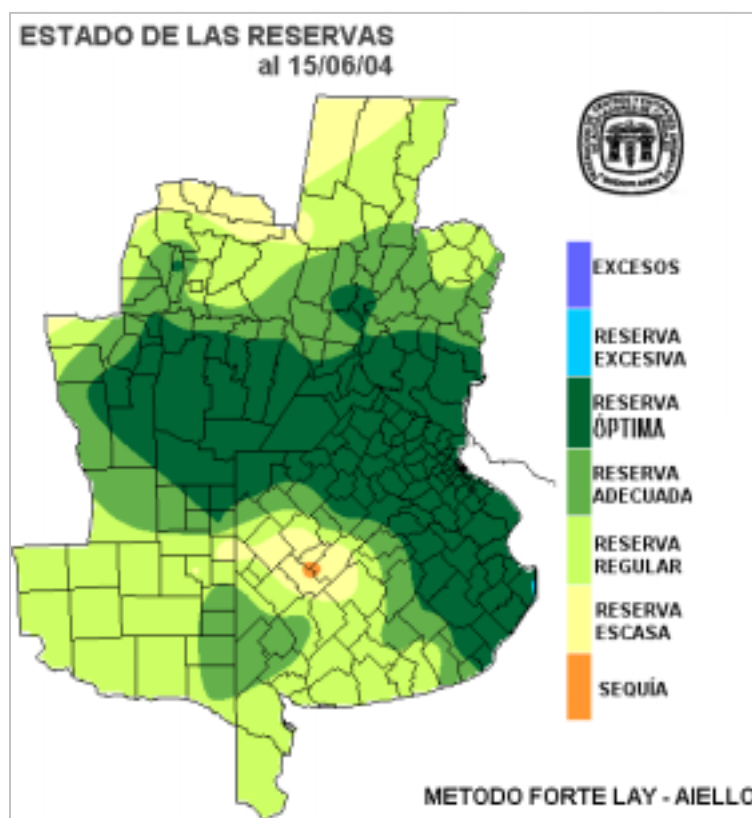 ESTADO DE LAS RESERVAS
al 15/06/04
EXCESOS
RESERVA
EXCESIVA
RESERVA
ÓPTIMA
RESERVA
ADECUADA
RESERVA
REGULAR
RESERVA
ESCASA
SEQUÍA
METODO FORTE LAY - AIELLO